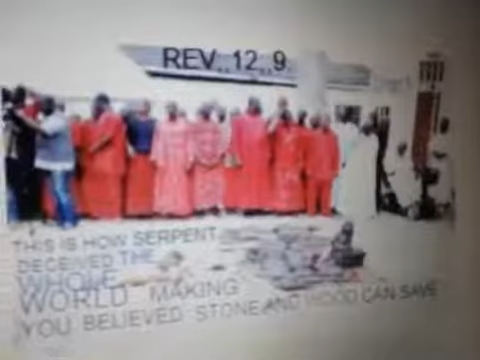 REV..12..9.
THIS IS HOW SERPENT
DECEIVED THE
WHOLE
WORLD MAKING
YOU BELIEVED STONE AND WOOD CAN SAVE